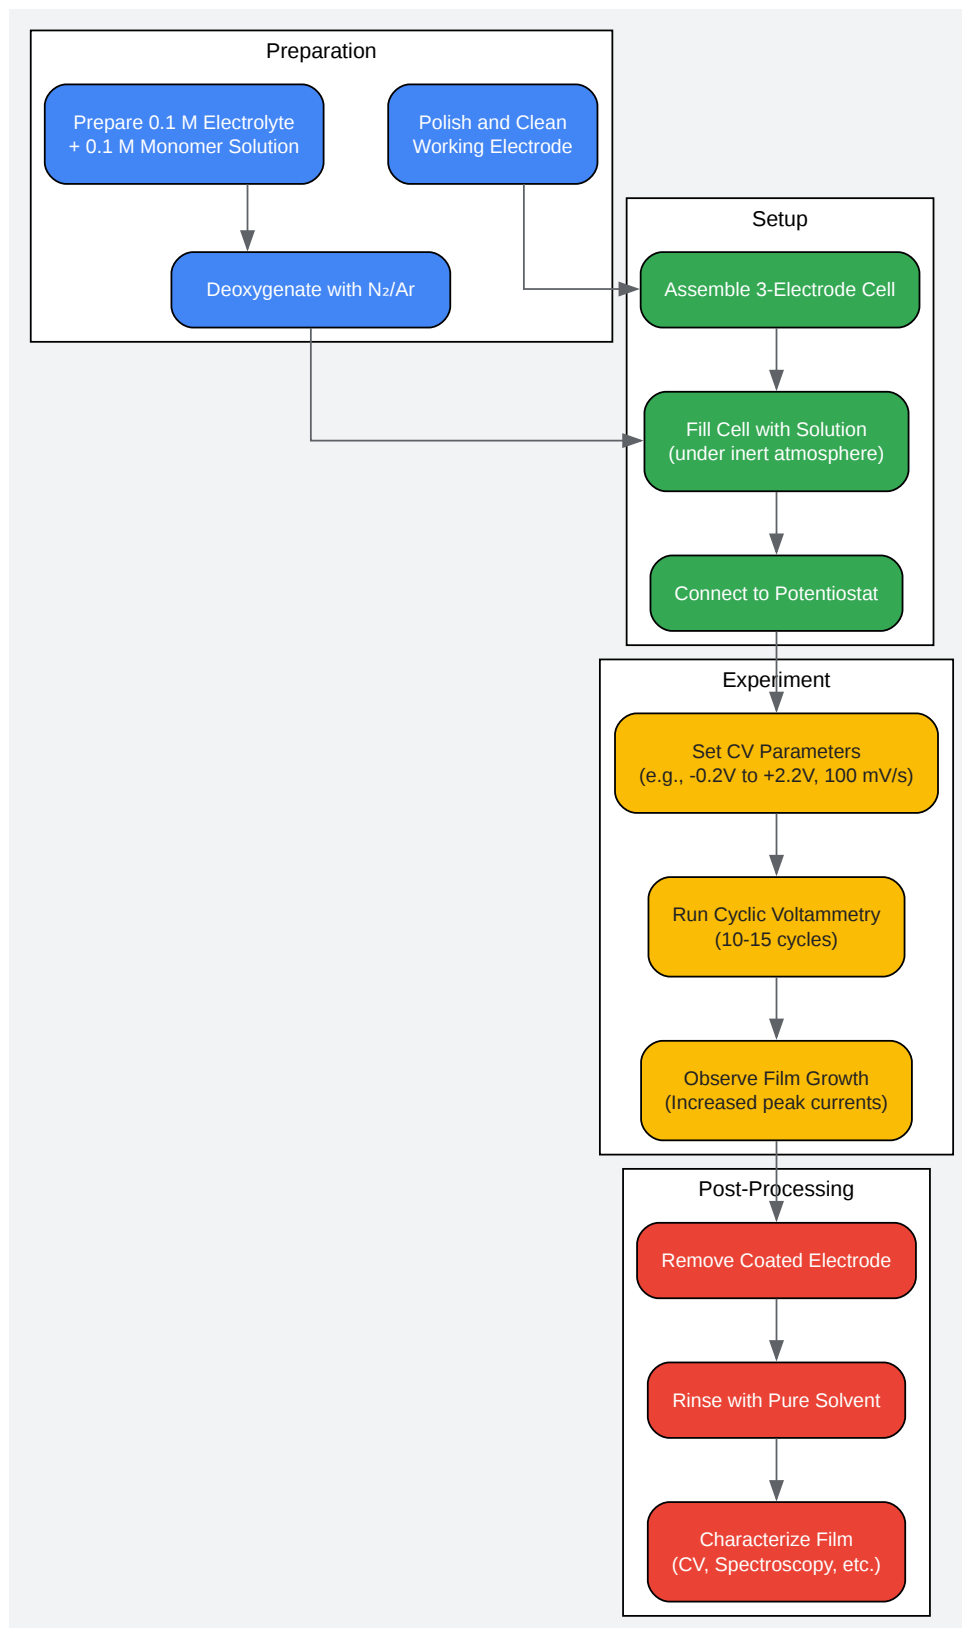 Preparation
Prepare 0.1 M Electrolyte
+ 0.1 M Monomer Solution
Polish and Clean
Working Electrode
Deoxygenate with N₂/Ar
Setup
Assemble 3-Electrode Cell
Fill Cell with Solution
(under inert atmosphere)
Connect to Potentiostat
Experiment
Set CV Parameters
(e.g., -0.2V to +2.2V, 100 mV/s)
Run Cyclic Voltammetry
(10-15 cycles)
Observe Film Growth
(Increased peak currents)
Post-Processing
Remove Coated Electrode
Rinse with Pure Solvent
Characterize Film
(CV, Spectroscopy, etc.)